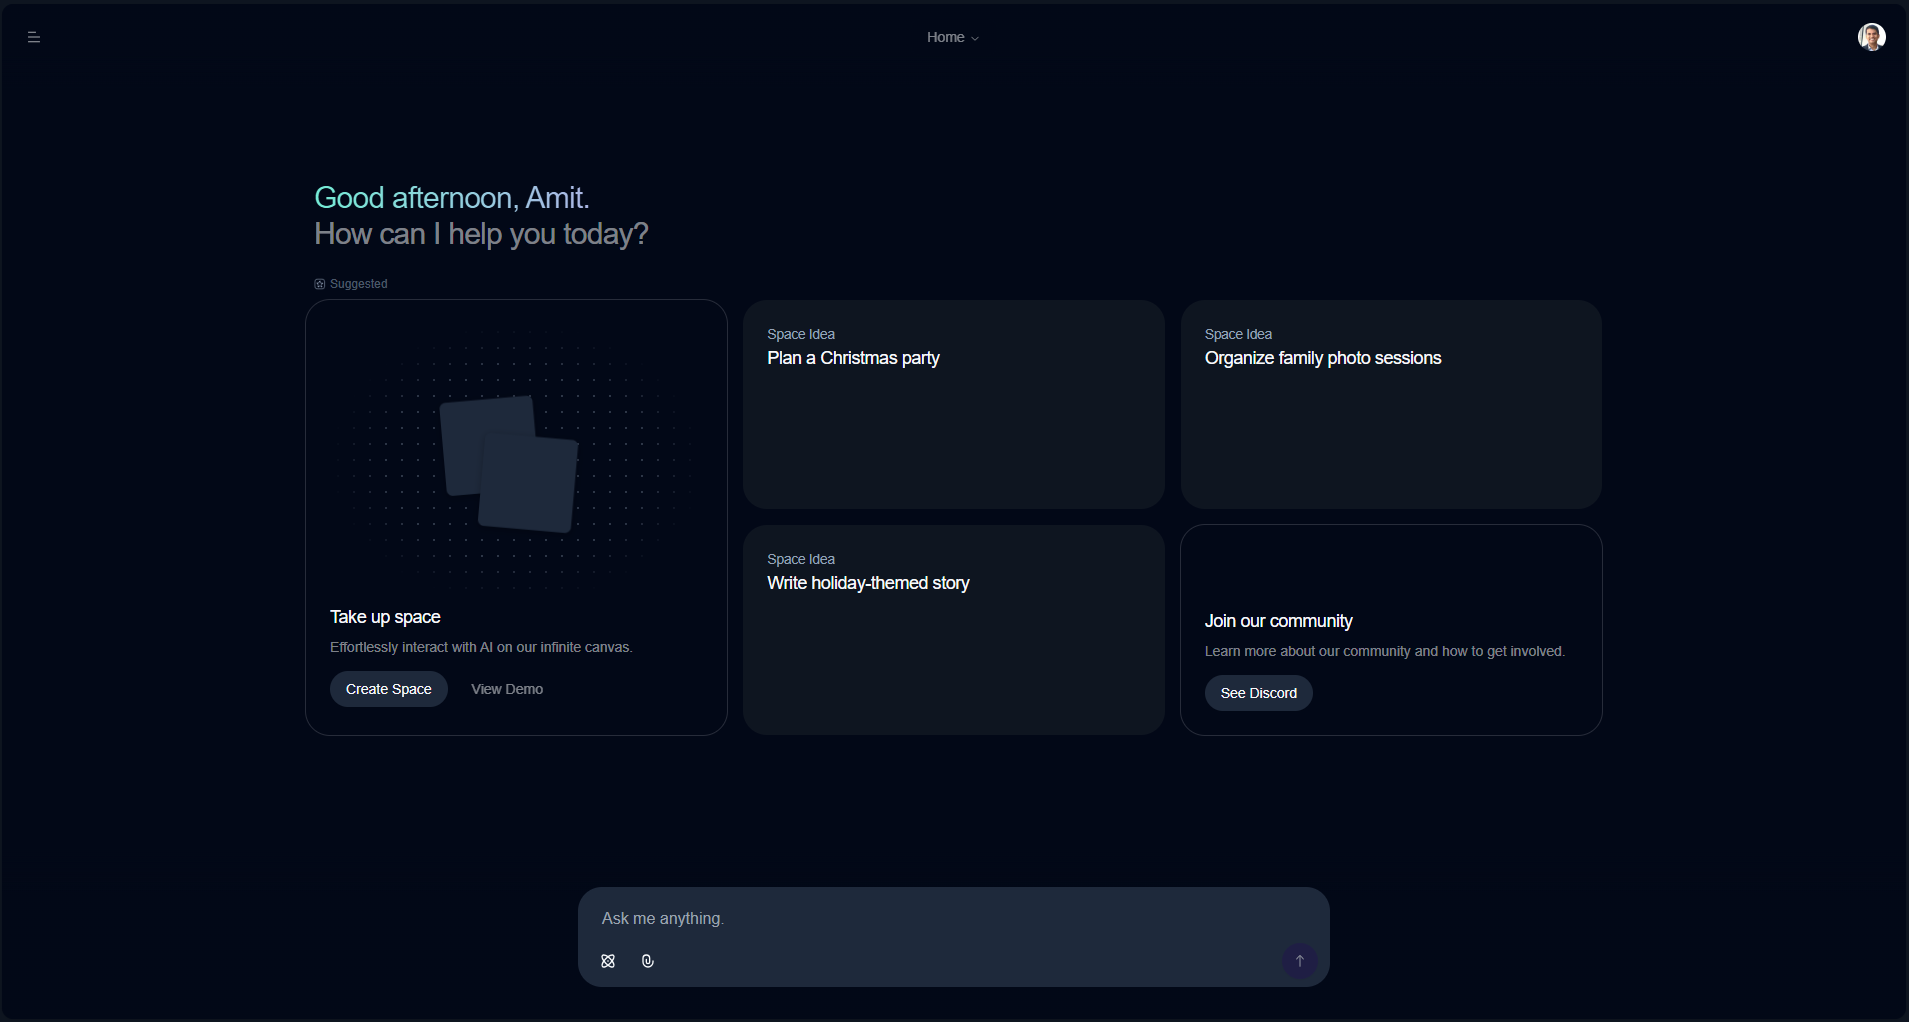 Home
Good afternoon, Amit.
How can I help you today?
Suggested
Take up space
Effortlessly interact with AI on our infinite canvas.
Create Space
View Demo
Space Idea
Plan a Christmas party
Space Idea
Organize family photo sessions
Space Idea
Write holiday-themed story
Join our community
Learn more about our community and how to get involved.
See Discord
Ask me anything.